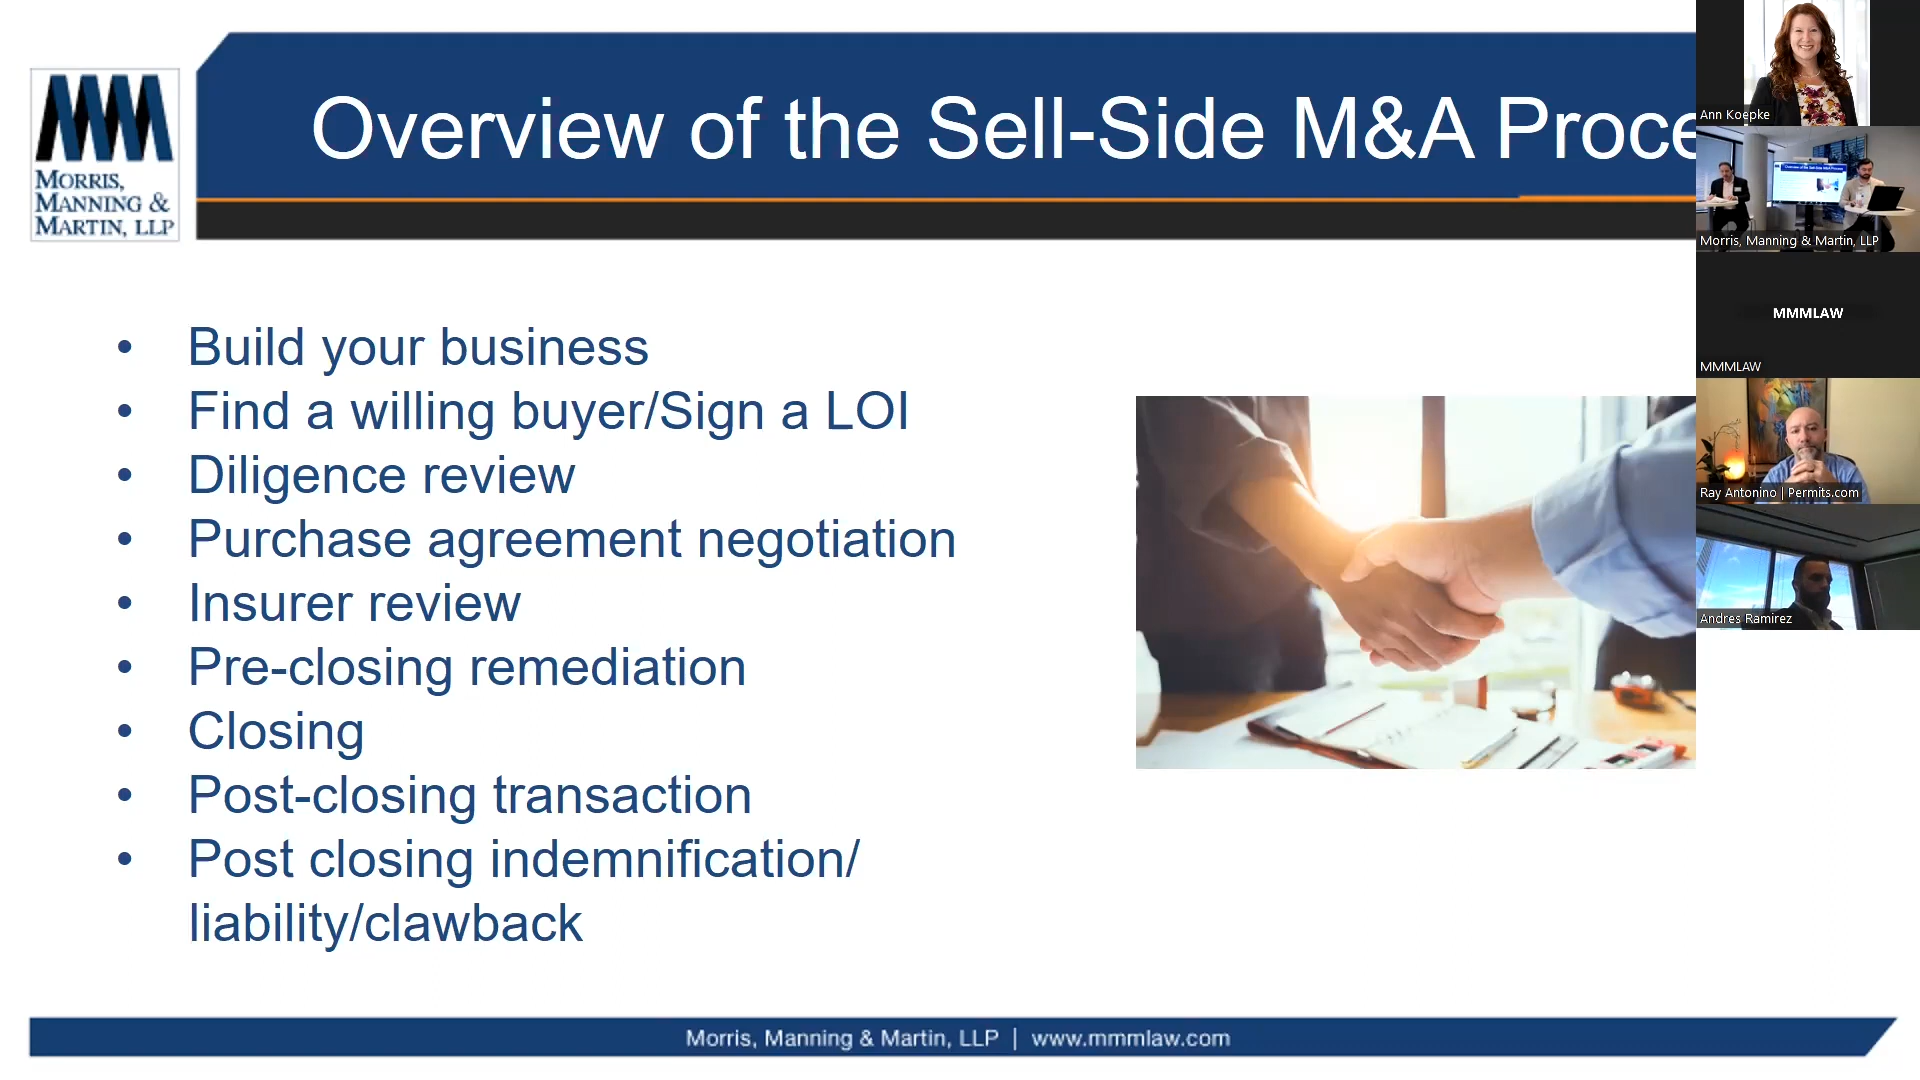 MORRIS,
MANNING &
MARTIN, LLP
Overview of the Sell-Side M&A Proce
• Build your business
• Find a willing buyer/Sign a LOI
• Diligence review
• Purchase agreement negotiation
• Insurer review
• Pre-closing remediation
• Closing
• Post-closing transaction
• Post closing indemnification/
liability/clawback
Morris, Manning & Martin, LLP | www.mmmlaw.com
Ann Koepke
Morris, Manning & Martin, LLP
MMMLAW
MMMLAW
Ray Antonino | Permits.com
Andres Ramirez